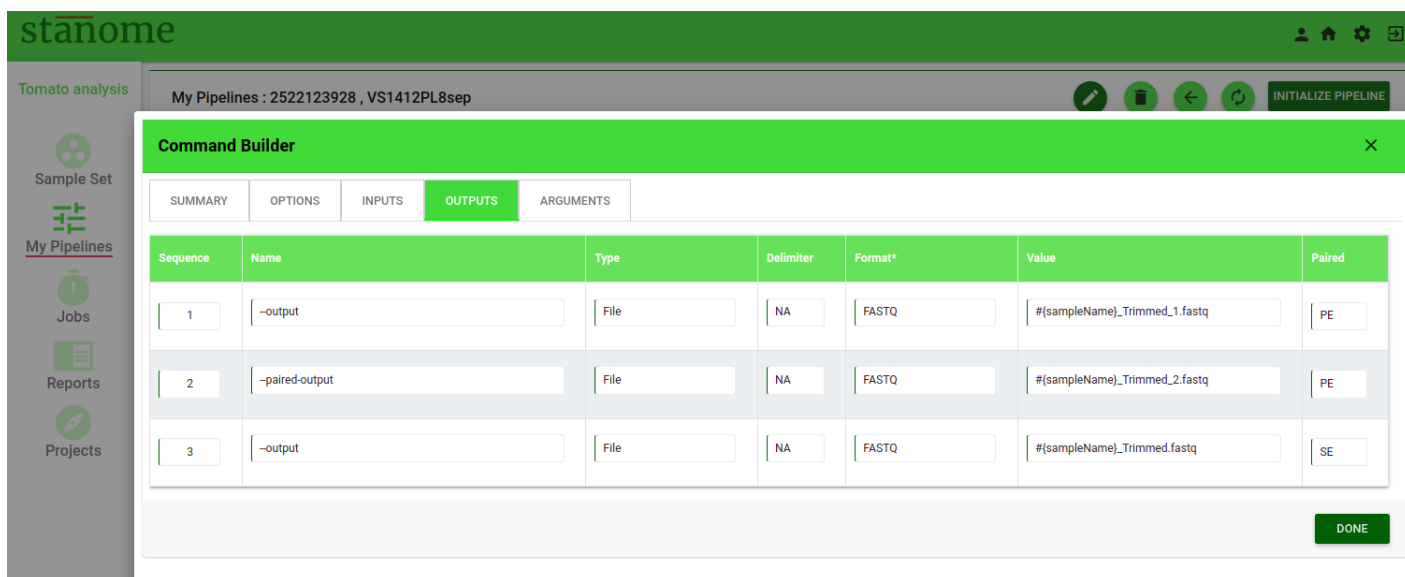 stanome
Tomato analysis
My Pipelines : 2522123928 , VS1412PL8sep
INITIALIZE PIPELINE
Sample Set
My Pipelines
Jobs
Reports
Projects
Command Builder
SUMMARY OPTIONS INPUTS OUTPUTS ARGUMENTS
Sequence Name Type Delimiter Format* Value Paired
1 --output File NA FASTQ #{sampleName}_Trimmed_1.fastq PE
2 --paired-output File NA FASTQ #{sampleName}_Trimmed_2.fastq PE
3 --output File NA FASTQ #{sampleName}_Trimmed.fastq SE
DONE